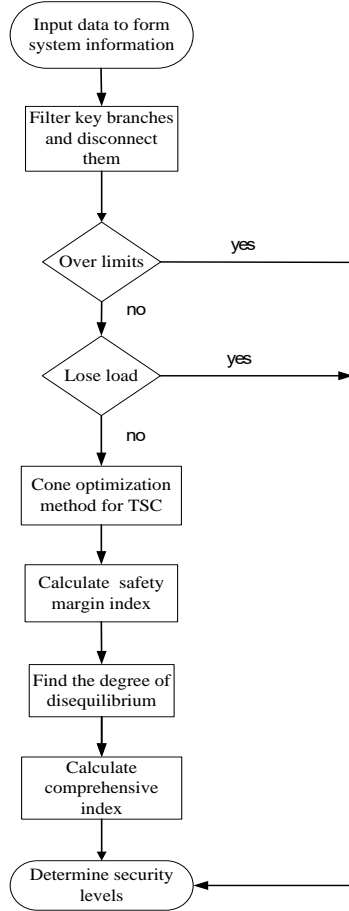 Input data to form
system information
Filter key branches
and disconnect
them
Over limits
yes
no
Lose load
yes
no
Cone optimization
method for TSC
Calculate safety
margin index
Find the degree of
disequilibrium
Calculate
comprehensive
index
Determine security
levels